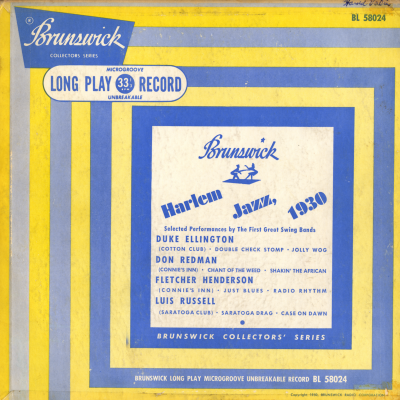 BL 58024
Brunswick
COLLECTORS SERIES
MICROGROOVE
LONG PLAY 33⅓ RECORD
UNBREAKABLE
Brunswick
Harlem Jazz, 1930
Selected Performances by The First Great Swing Bands
DUKE ELLINGTON
(COTTON CLUB) • DOUBLE CHECK STOMP • JOLLY WOG
DON REDMAN
(CONNIE'S INN) • CHANT OF THE WEED • SHAKIN' THE AFRICAN
FLETCHER HENDERSON
(CONNIE'S INN) • JUST BLUES • RADIO RHYTHM
LUIS RUSSELL
(SARATOGA CLUB) • SARATOGA DRAG • CASE ON DAWN
BRUNSWICK COLLECTORS' SERIES
BRUNSWICK LONG PLAY MICROGROOVE UNBREAKABLE RECORD BL 58024